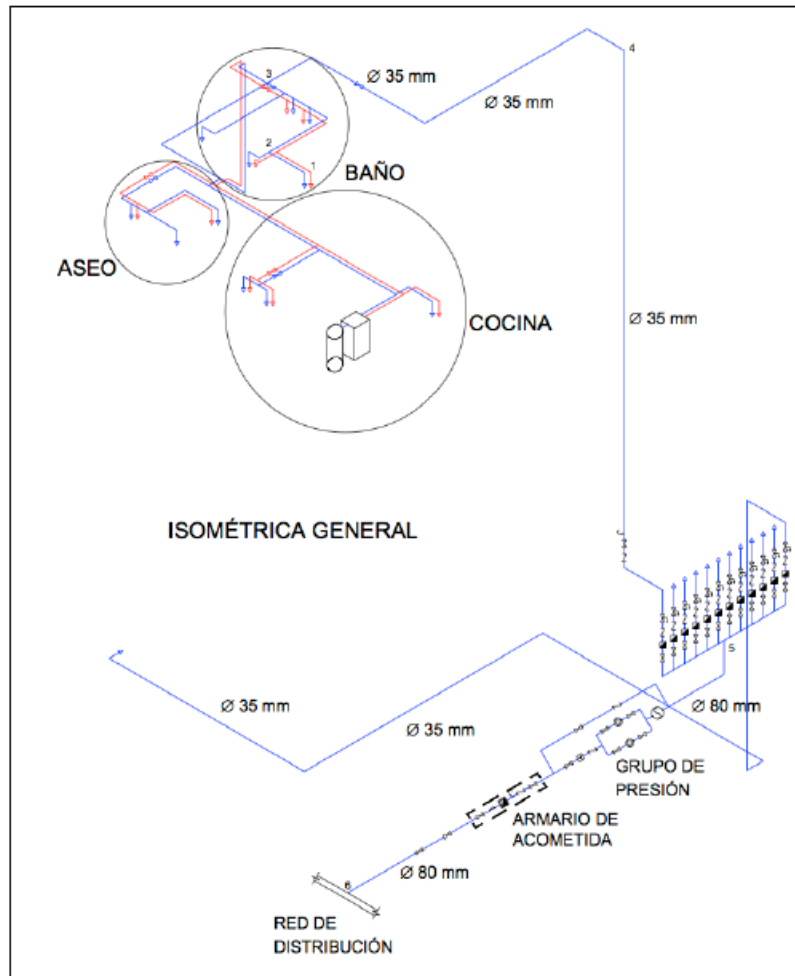 4
3
Ø 35 mm
Ø 35 mm
2
1
BAÑO
ASEO
COCINA
Ø 35 mm
ISOMÉTRICA GENERAL
5
Ø 35 mm
Ø 35 mm
Ø 80 mm
GRUPO DE
PRESIÓN
ARMARIO DE
ACOMETIDA
Ø 80 mm
6
RED DE
DISTRIBUCIÓN